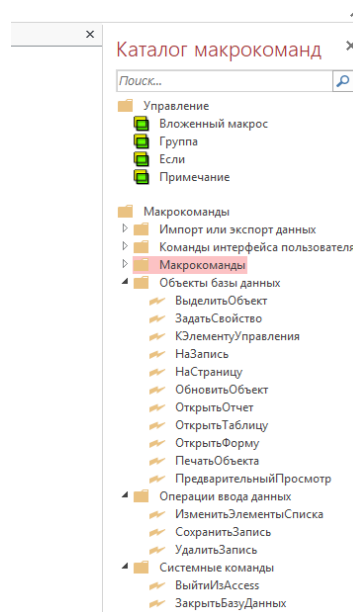 Каталог макрокоманд
Поиск...
Управление
Вложенный макрос
Группа
Если
Примечание
Макрокоманды
Импорт или экспорт данных
Команды интерфейса пользователя
Макрокоманды
Объекты базы данных
ВыделитьОбъект
ЗадатьСвойство
КЭлементуУправления
НаЗапись
НаСтраницу
ОбновитьОбъект
ОткрытьОтчет
ОткрытьТаблицу
ОткрытьФорму
ПечатьОбъекта
ПредварительныйПросмотр
Операции ввода данных
ИзменитьЭлементыСписка
СохранитьЗапись
УдалитьЗапись
Системные команды
ВыйтиИзAccess
ЗакрытьБазуДанных